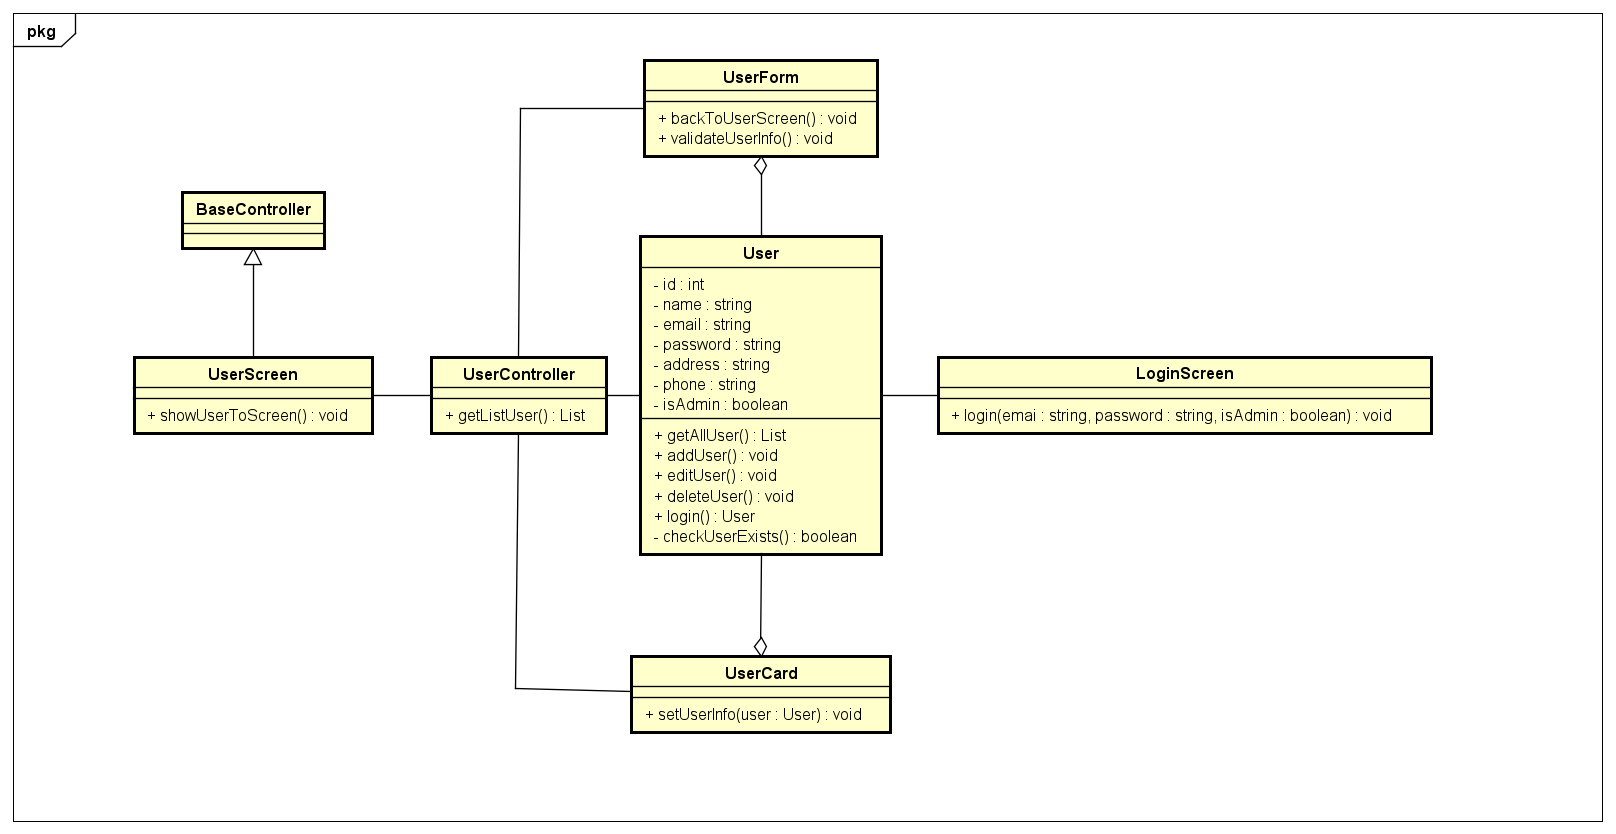 pkg
UserForm
+ backToUserScreen() : void
+ validateUserInfo() : void
BaseController
User
- id : int
- name : string
- email : string
- password : string
- address : string
- phone : string
- isAdmin : boolean
+ getAllUser() : List
+ addUser() : void
+ editUser() : void
+ deleteUser() : void
+ login() : User
- checkUserExists() : boolean
UserScreen
+ showUserToScreen() : void
UserController
+ getListUser() : List
LoginScreen
+ login(emai : string, password : string, isAdmin : boolean) : void
UserCard
+ setUserInfo(user : User) : void